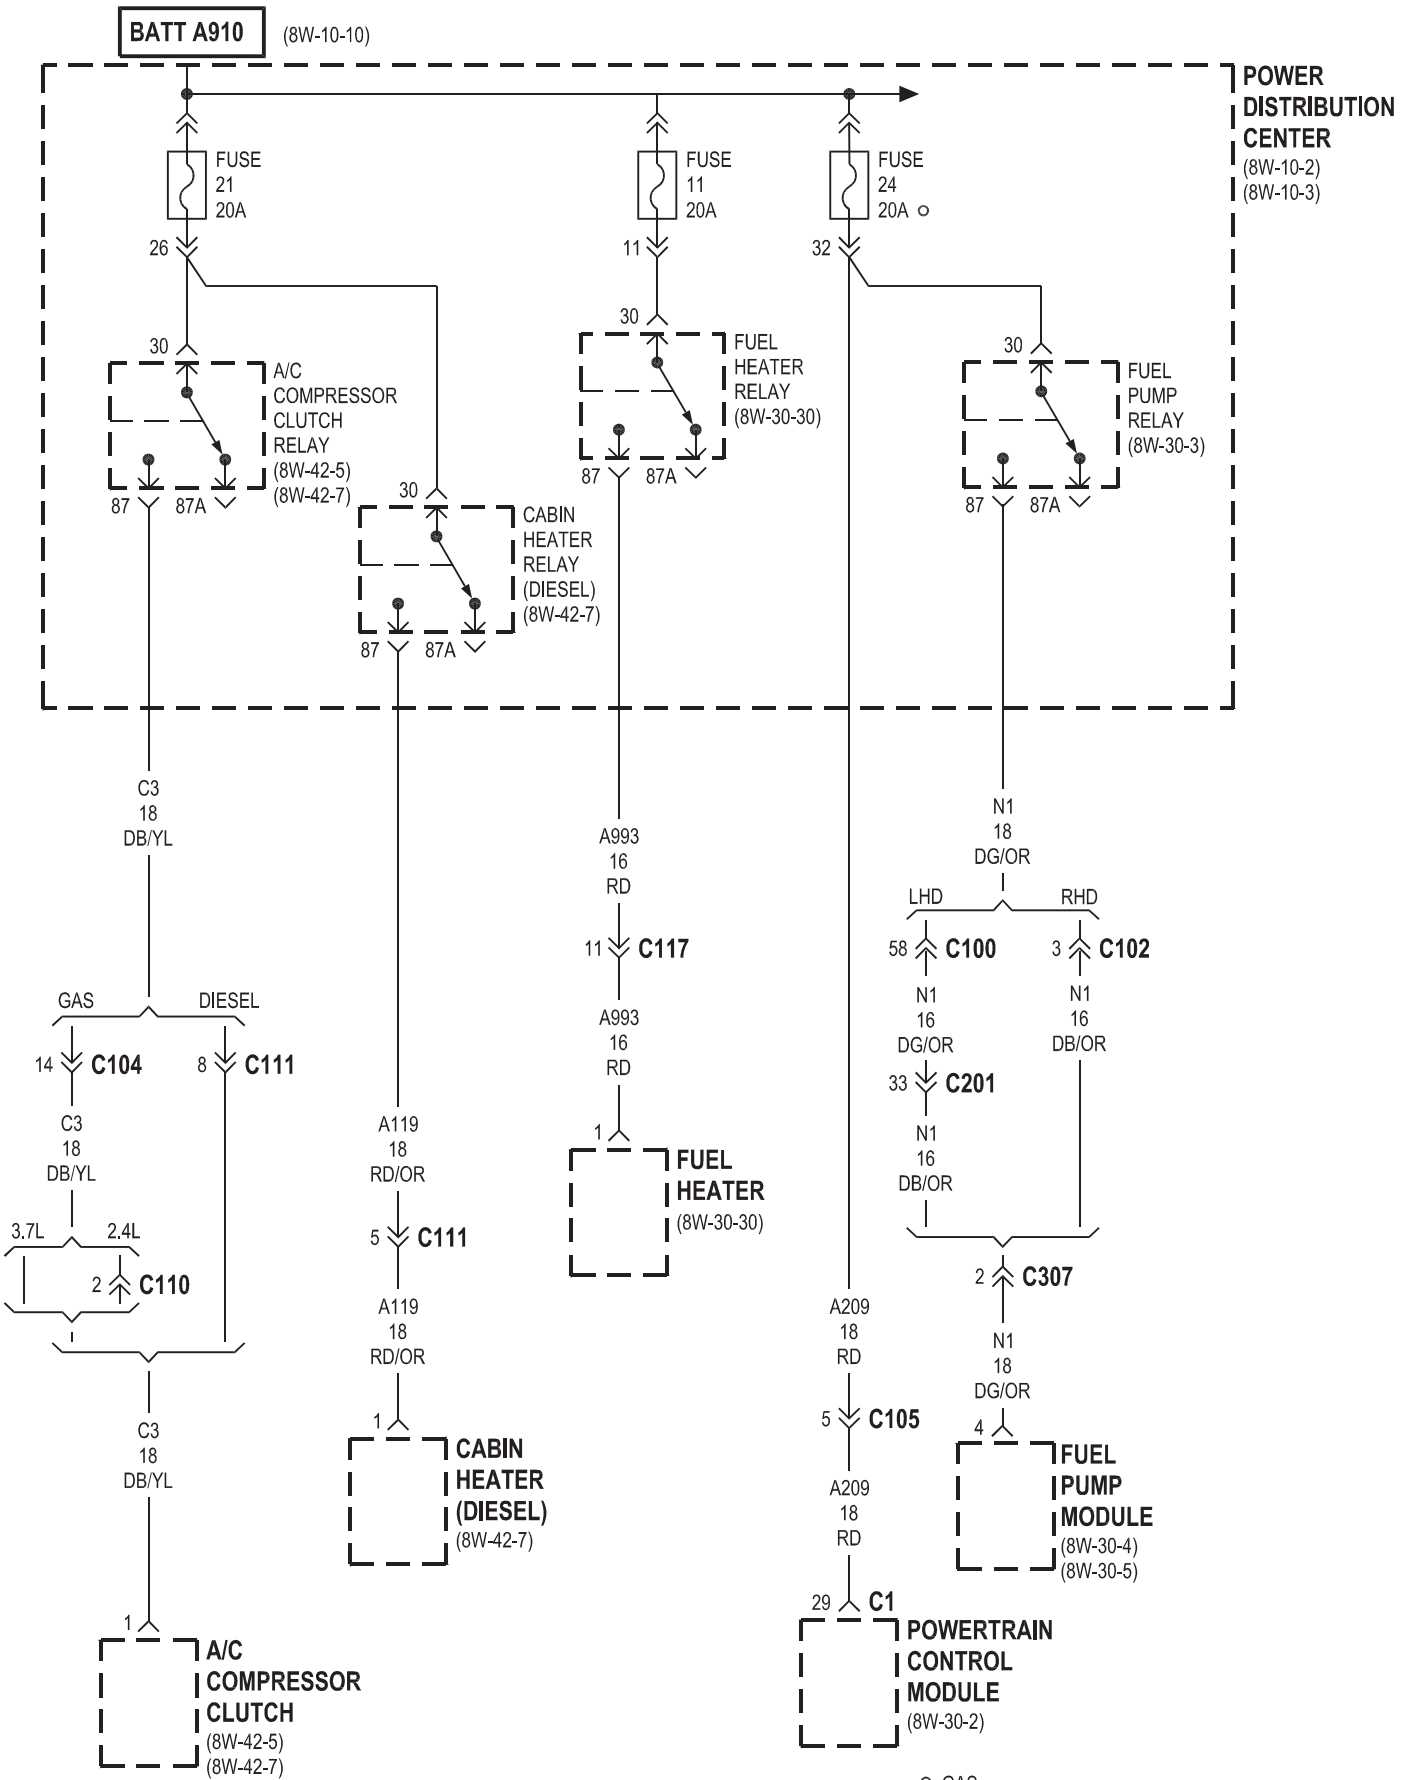 BATT A910 (8W-10-10)
POWER
DISTRIBUTION
CENTER
(8W-10-2)
(8W-10-3)
FUSE
21
20A
FUSE
11
20A
FUSE
24
20A
26
11
32
30
A/C
COMPRESSOR
CLUTCH
RELAY
(8W-42-5)
(8W-42-7)
87 87A
30
CABIN
HEATER
RELAY
(DIESEL)
(8W-42-7)
87 87A
30
FUEL
HEATER
RELAY
(8W-30-30)
87 87A
30
FUEL
PUMP
RELAY
(8W-30-3)
87 87A
C3
18
DB/YL
GAS DIESEL
14 C104
8 C111
C3
18
DB/YL
3.7L 2.4L
2 C110
C3
18
DB/YL
1
A/C
COMPRESSOR
CLUTCH
(8W-42-5)
(8W-42-7)
A119
18
RD/OR
5 C111
A119
18
RD/OR
1
CABIN
HEATER
(DIESEL)
(8W-42-7)
A993
16
RD
11 C117
A993
16
RD
1
FUEL
HEATER
(8W-30-30)
A209
18
RD
5 C105
A209
18
RD
29 C1
POWERTRAIN
CONTROL
MODULE
(8W-30-2)
N1
18
DG/OR
LHD RHD
58 C100
3 C102
N1
16
DG/OR
33 C201
N1
16
DB/OR
N1
16
DB/OR
2 C307
N1
18
DG/OR
4
FUEL
PUMP
MODULE
(8W-30-4)
(8W-30-5)